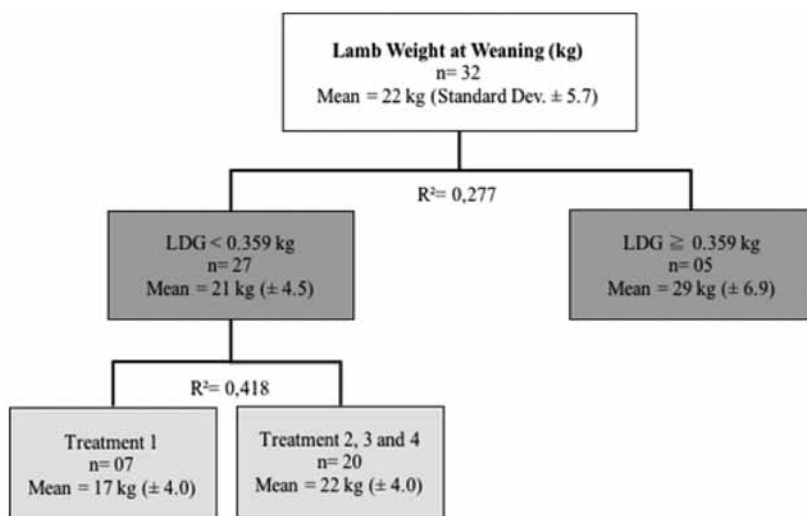 Lamb Weight at Weaning (kg)
n= 32
Mean = 22 kg (Standard Dev. ± 5.7)
R²= 0,277
LDG < 0.359 kg
n= 27
Mean = 21 kg (± 4.5)
LDG ≧ 0.359 kg
n= 05
Mean = 29 kg (± 6.9)
R²= 0,418
Treatment 1
n= 07
Mean = 17 kg (± 4.0)
Treatment 2, 3 and 4
n= 20
Mean = 22 kg (± 4.0)